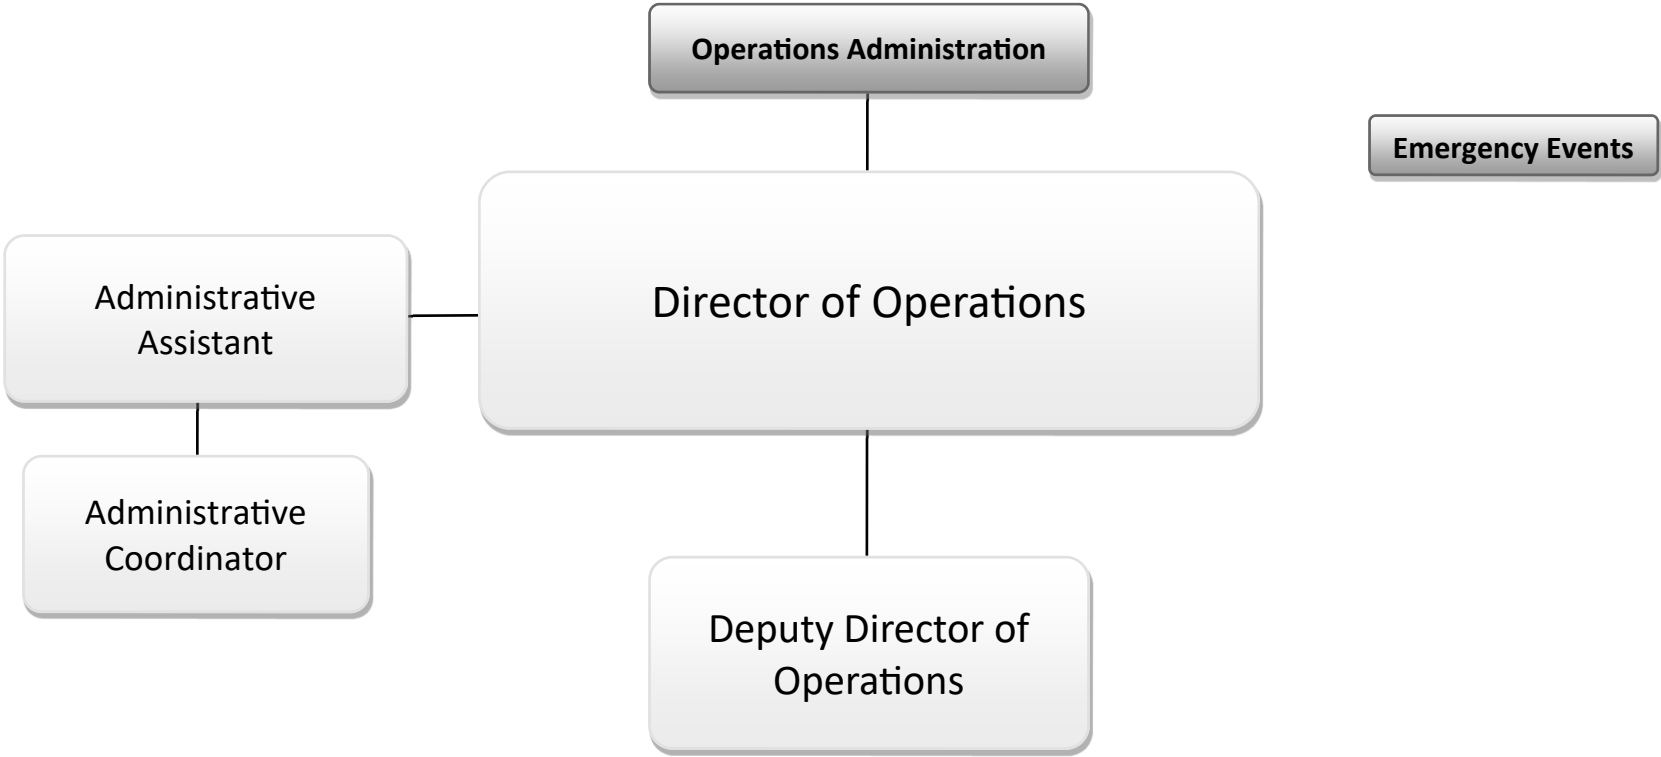 Operations Administration
Emergency Events
Director of Operations
Administrative
Assistant
Administrative
Coordinator
Deputy Director of
Operations